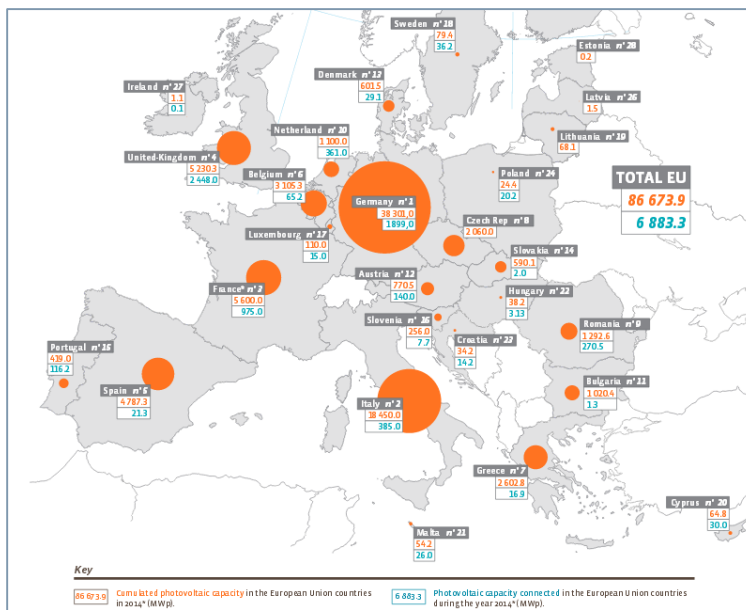 Sweden n°18
79.4
36.2
Estonia n°28
0.2
Denmark n°13
601.5
29.1
Ireland n°27
1.1
0.1
Latvia n°26
1.5
Netherland n°10
1 100.0
361.0
Lithuania n°19
68.1
United-Kingdom n°4
5 230.3
2 448.0
Belgium n°6
3 105.3
65.2
Poland n°24
24.4
20.2
TOTAL EU
86 673.9
6 883.3
Germany n°1
38 301,0
1899,0
Czech Rep n°8
2 060.0
Luxembourg n°17
110.0
15.0
Slovakia n°14
590.1
2.0
Austria n°12
770.5
140.0
France* n°3
5 600.0
975.0
Hungary n°22
38.2
3.13
Slovenia n°16
256.0
7.7
Croatia n°23
34.2
14.2
Romania n°9
1 292.6
270.5
Portugal n°15
419.0
116.2
Spain n°5
4 787.3
21.3
Italy n°2
18 450.0
385.0
Bulgaria n°11
1 020.4
1.3
Greece n°7
2 602.8
16.9
Cyprus n°20
64.8
30.0
Malta n°21
54.2
26.0
Key
86 673.9 Cumulated photovoltaic capacity in the European Union countries
in 2014* (MWp).
6 883.3 Photovoltaic capacity connected in the European Union countries
during the year 2014* (MWp).